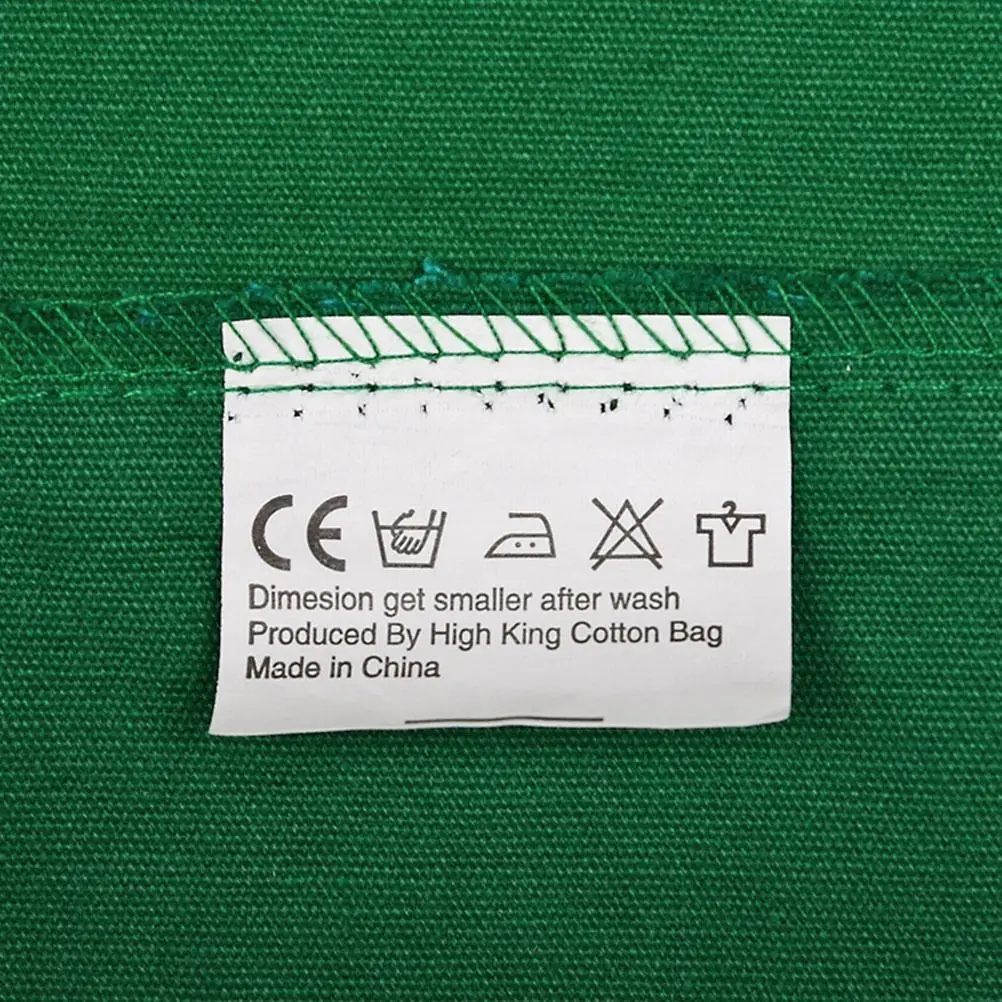 CE
Dimesion get smaller after wash
Produced By High King Cotton Bag
Made in China